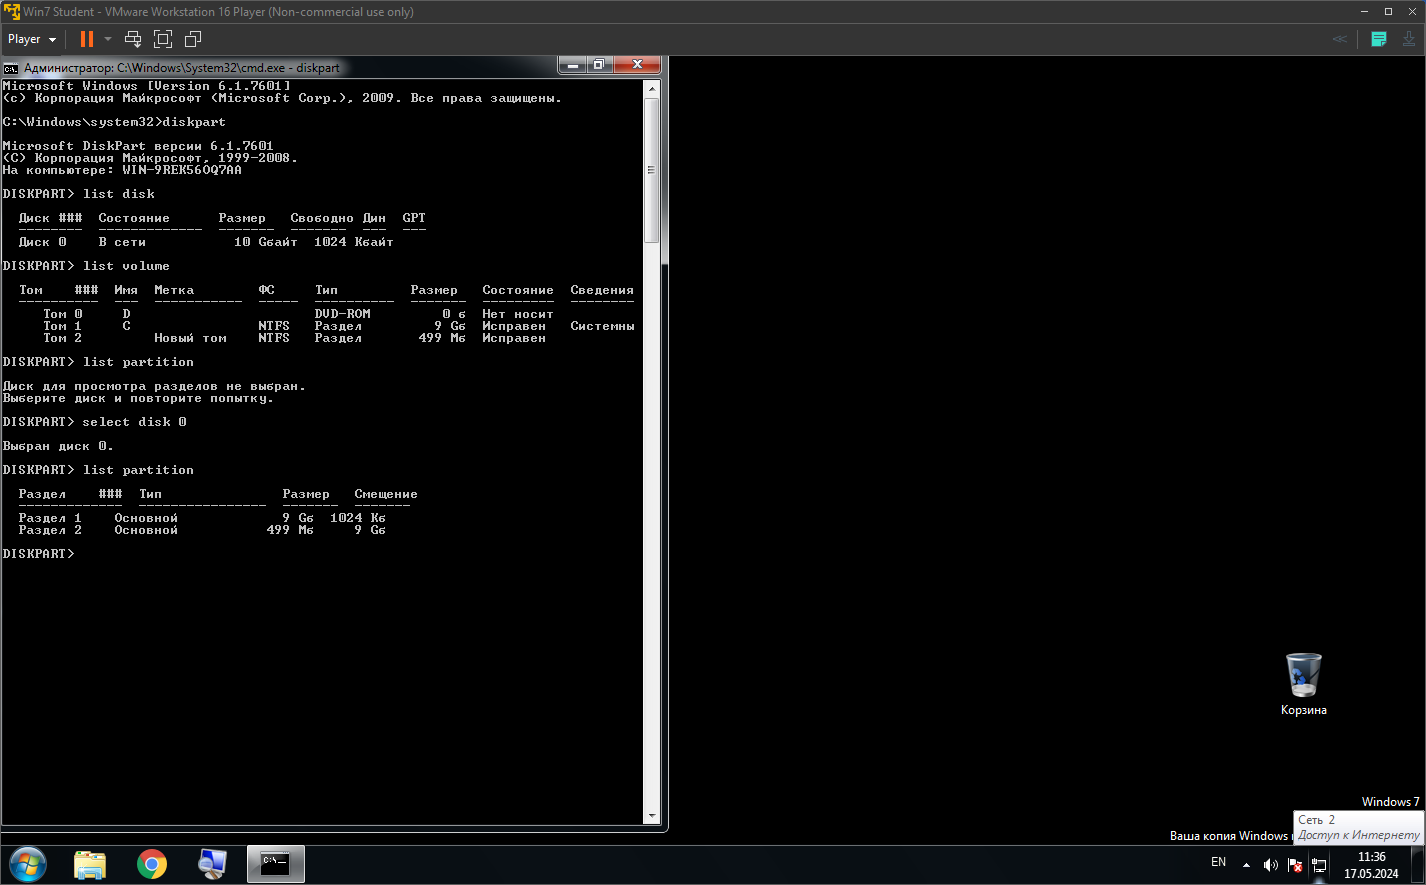 Win7 Student - VMware Workstation 16 Player (Non-commercial use only)
Player
Администратор: C:\Windows\System32\cmd.exe - diskpart
Microsoft Windows [Version 6.1.7601]
(c) Корпорация Майкрософт (Microsoft Corp.), 2009. Все права защищены.
C:\Windows\system32>diskpart
Microsoft DiskPart версии 6.1.7601
(C) Корпорация Майкрософт, 1999-2008.
На компьютере: WIN-9REK56OQ7AA
DISKPART> list disk
Диск ### Состояние Размер Свободно Дин GPT
-------- ------------- ------- ------- --- ---
Диск 0 В сети 10 Gбайт 1024 Kбайт
DISKPART> list volume
Том ### Имя Метка ФС Тип Размер Состояние Сведения
---------- --- ----------- ----- ---------- ------- --------- --------
Том 0 D DVD-ROM 0 б Нет носит
Том 1 C NTFS Раздел 9 Gб Исправен Системны
Том 2 Новый том NTFS Раздел 499 Mб Исправен
DISKPART> list partition
Диск для просмотра разделов не выбран.
Выберите диск и повторите попытку.
DISKPART> select disk 0
Выбран диск 0.
DISKPART> list partition
Раздел ### Тип Размер Смещение
------------- ---------------- ------- -------
Раздел 1 Основной 9 Gб 1024 Kб
Раздел 2 Основной 499 Mб 9 Gб
DISKPART>
Корзина
Windows 7
Ваша копия Windows
Сеть 2
Доступ к Интернету
EN
11:36
17.05.2024